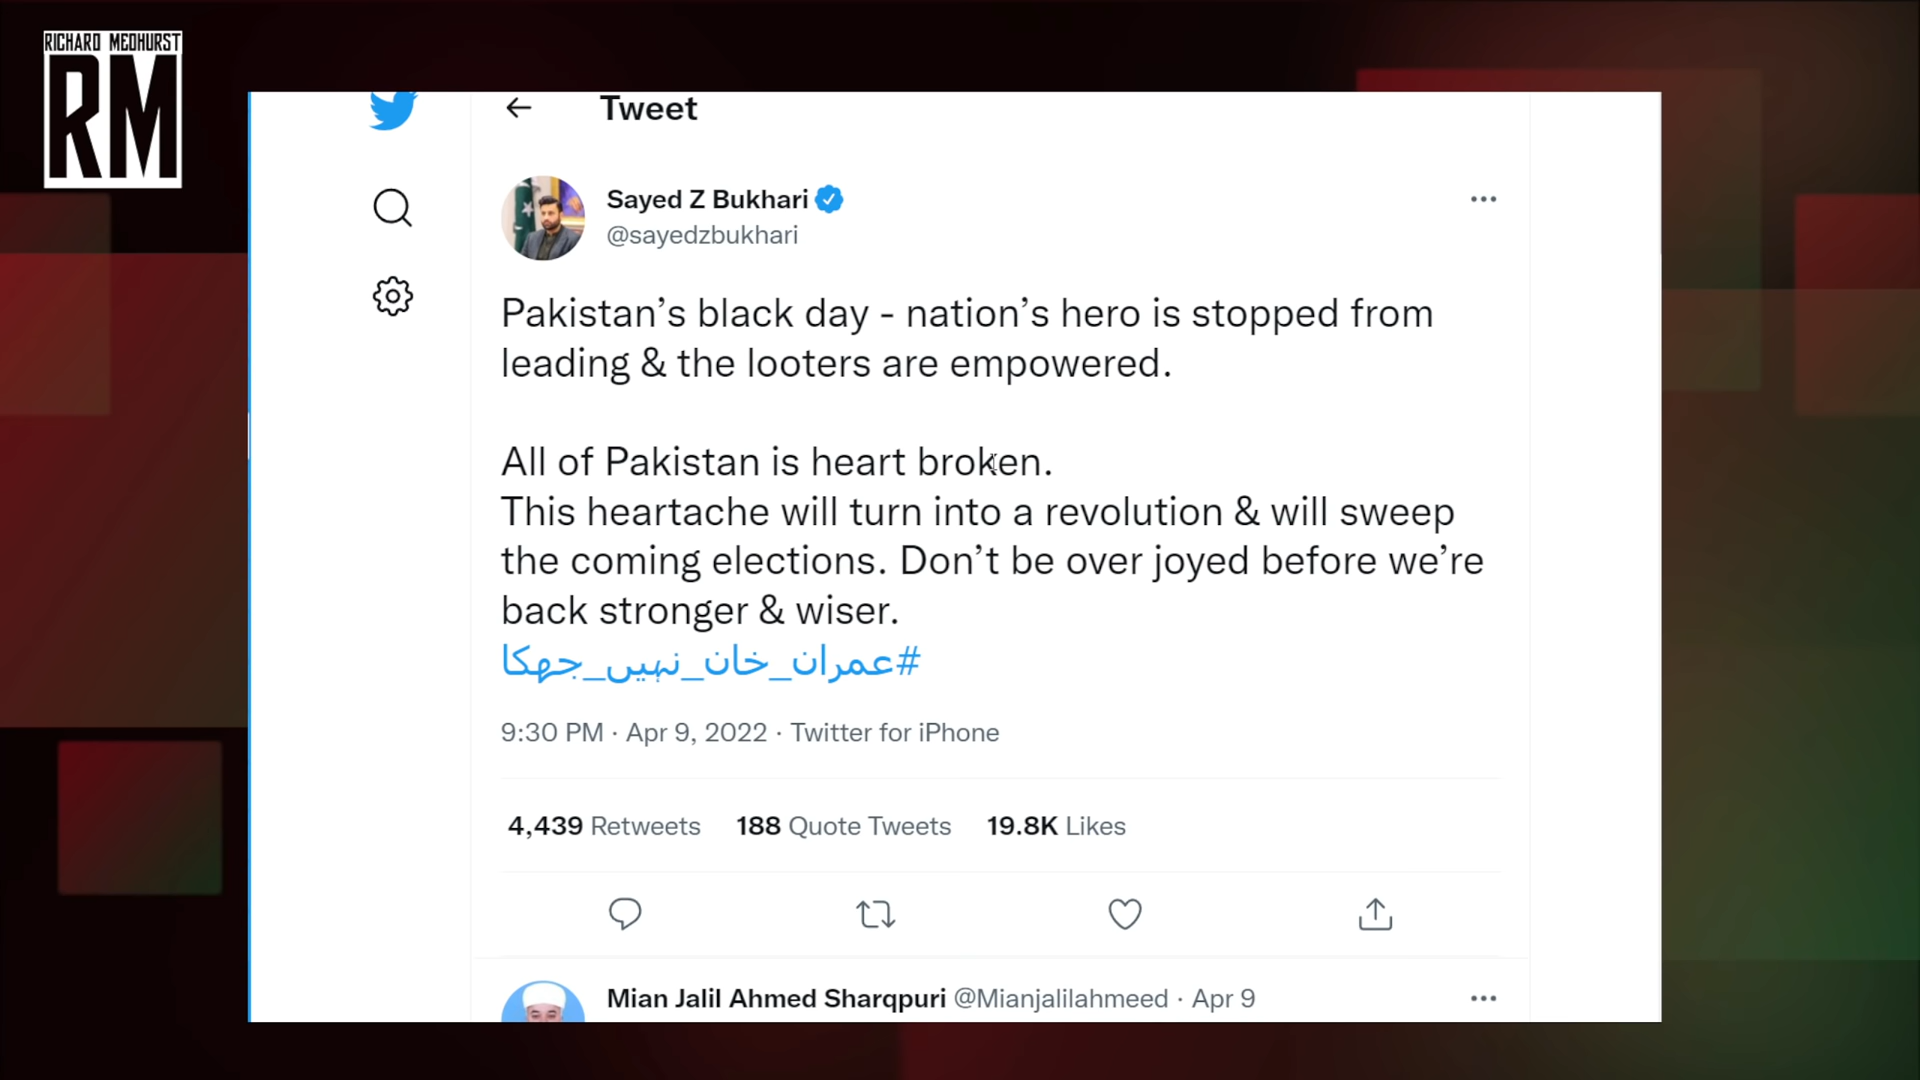 RICHARD MEDHURST
RM
Tweet
Sayed Z Bukhari
@sayedzbukhari
Pakistan’s black day - nation’s hero is stopped from
leading & the looters are empowered.
All of Pakistan is heart broken.
This heartache will turn into a revolution & will sweep
the coming elections. Don’t be over joyed before we’re
back stronger & wiser.
#عمران_خان_نہیں_جھکا
9:30 PM · Apr 9, 2022 · Twitter for iPhone
4,439 Retweets 188 Quote Tweets 19.8K Likes
Mian Jalil Ahmed Sharqpuri @Mianjalilahmeed · Apr 9